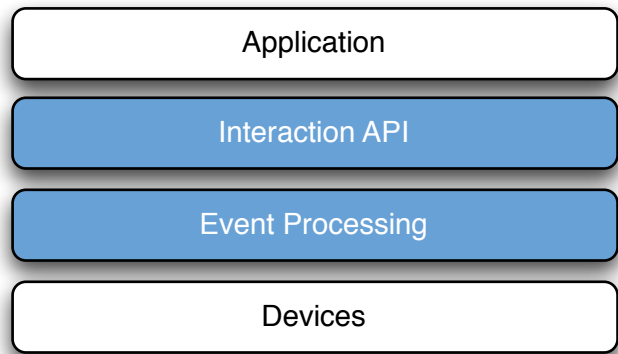 Application
Interaction API
Event Processing
Devices